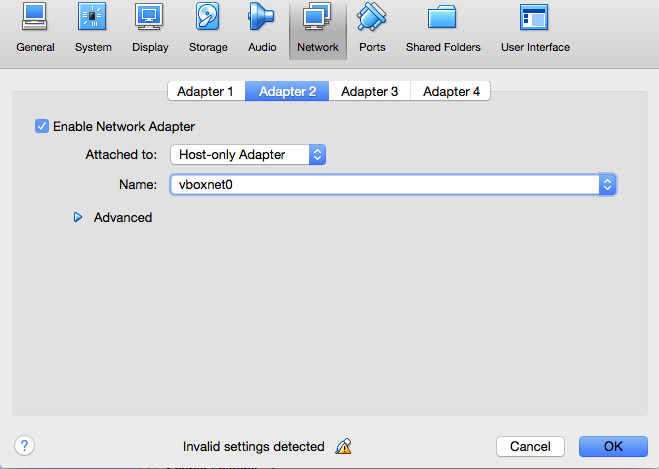 General System Display Storage Audio Network Ports Shared Folders User Interface
Adapter 1 Adapter 2 Adapter 3 Adapter 4
Enable Network Adapter
Attached to: Host-only Adapter
Name: vboxnet0
Advanced
? Invalid settings detected Cancel OK